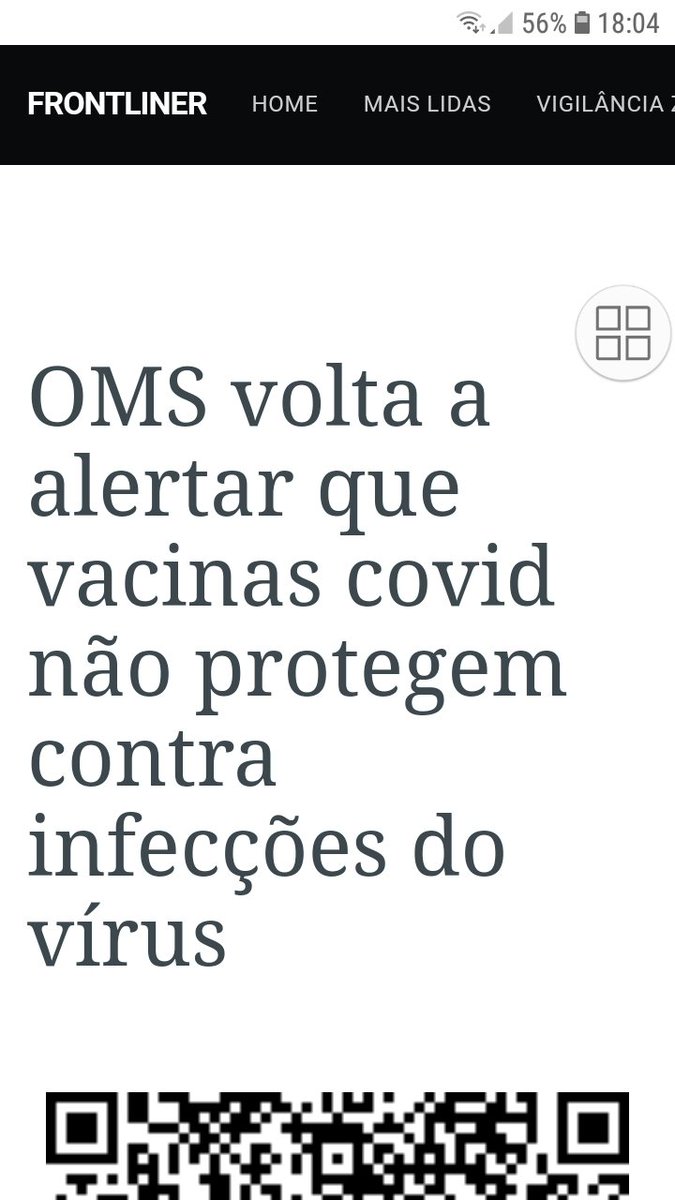 56% 18:04
FRONTLINER HOME MAIS LIDAS VIGILÂNCIA
OMS volta a
alertar que
vacinas covid
não protegem
contra
infecções do
vírus